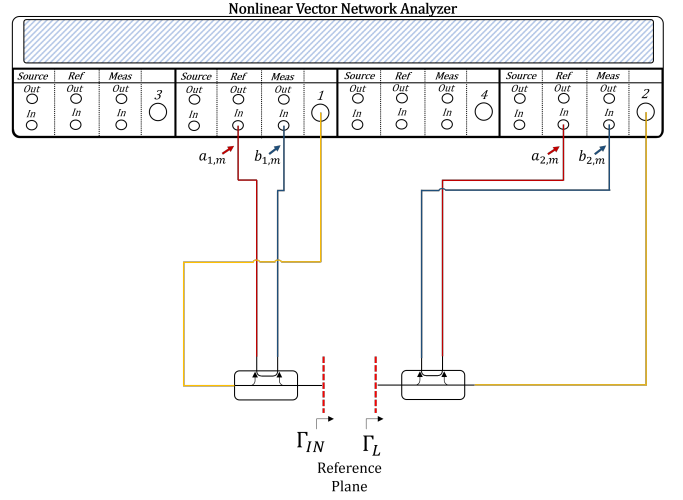 Nonlinear Vector Network Analyzer
Source Ref Meas Source Ref Meas Source Ref Meas Source Ref Meas
Out Out Out 3 Out Out Out 1 Out Out Out 4 Out Out Out 2
In In In In In In In In In In In In
a1,m b1,m a2,m b2,m
ΓIN ΓL
Reference
Plane